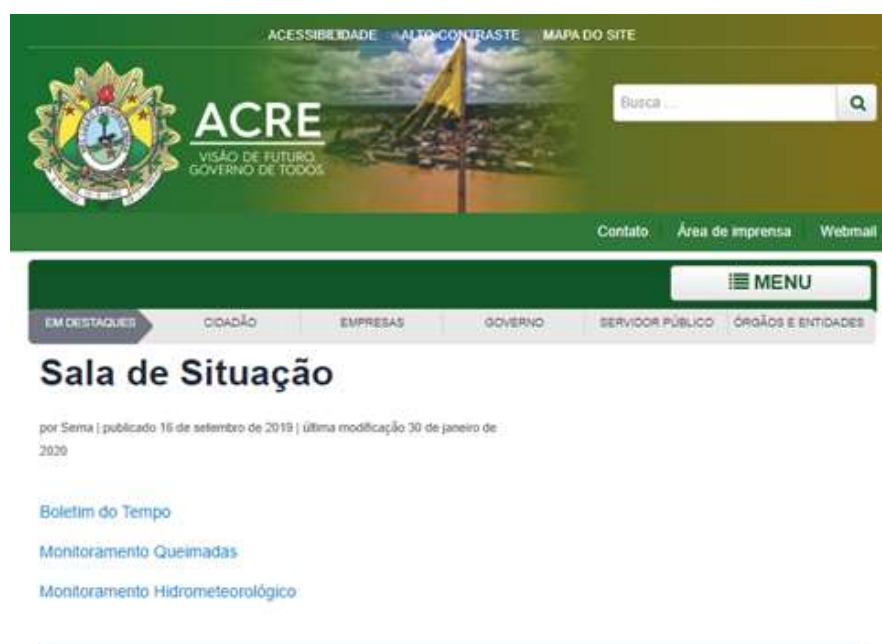 ACESSIBILIDADE ALTO CONTRASTE MAPA DO SITE
ACRE
VISÃO DE FUTURO
GOVERNO DE TODOS
Busca ...
Contato Área de imprensa Webmail
MENU
EM DESTAQUES CIDADÃO EMPRESAS GOVERNO SERVIDOR PÚBLICO ÓRGÃOS E ENTIDADES
Sala de Situação
por Sema | publicado 16 de setembro de 2019 | última modificação 30 de janeiro de
2020
Boletim do Tempo
Monitoramento Queimadas
Monitoramento Hidrometeorológico